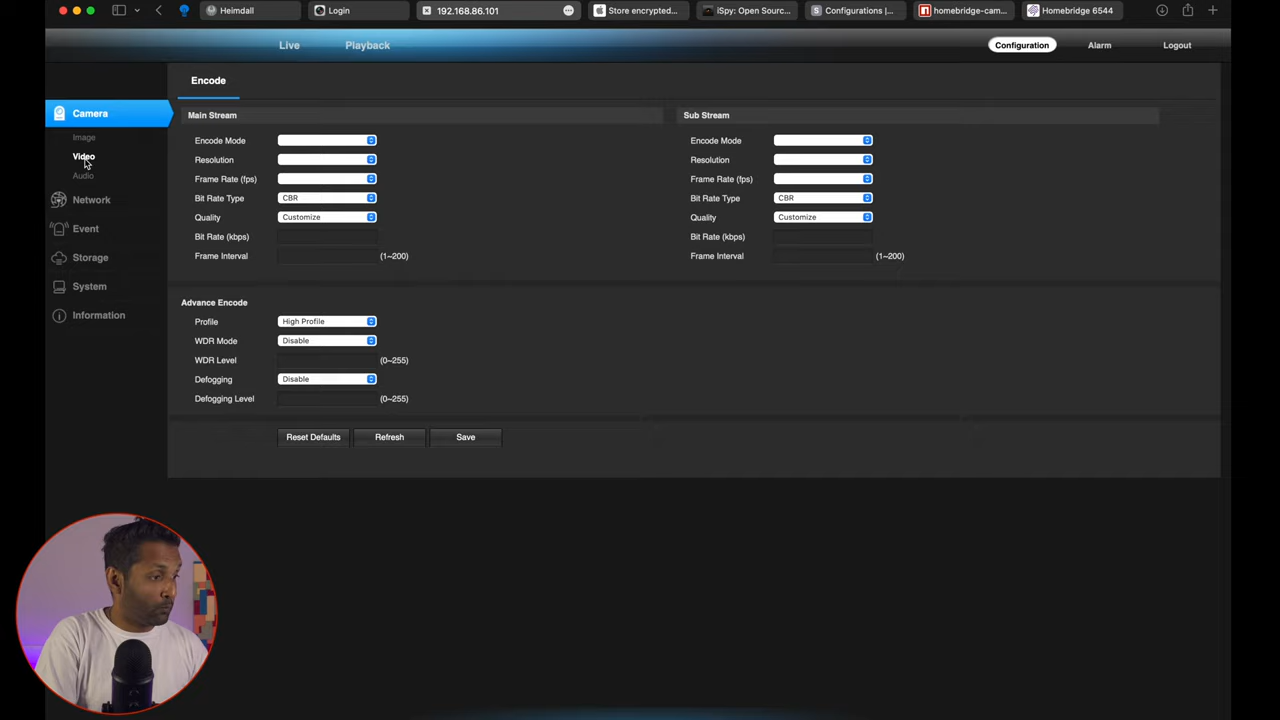 Heimdall
Login
192.168.86.101
Store encrypted...
iSpy: Open Sourc...
Configurations |...
homebridge-cam...
Homebridge 6544
Live
Playback
Configuration
Alarm
Logout
Camera
Image
Video
Audio
Network
Event
Storage
System
Information
Encode
Main Stream
Encode Mode
Resolution
Frame Rate (fps)
Bit Rate Type CBR
Quality Customize
Bit Rate (kbps)
Frame Interval (1~200)
Sub Stream
Encode Mode
Resolution
Frame Rate (fps)
Bit Rate Type CBR
Quality Customize
Bit Rate (kbps)
Frame Interval (1~200)
Advance Encode
Profile High Profile
WDR Mode Disable
WDR Level (0~255)
Defogging Disable
Defogging Level (0~255)
Reset Defaults Refresh Save